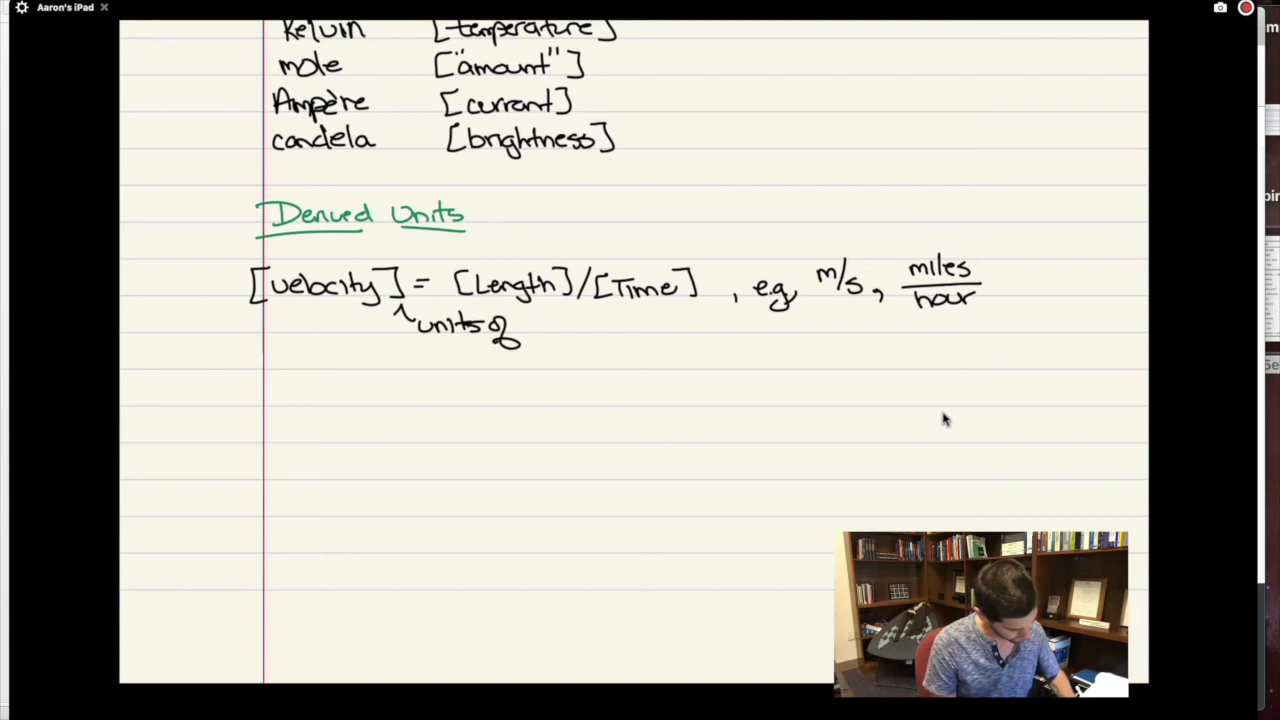 Aaron's iPad
Kelvin [temperature]
mole ["amount"]
Ampère [current]
candela [brightness]
Derived Units
[velocity] = [Length]/[Time] , e.g, m/s, miles
hour
units of